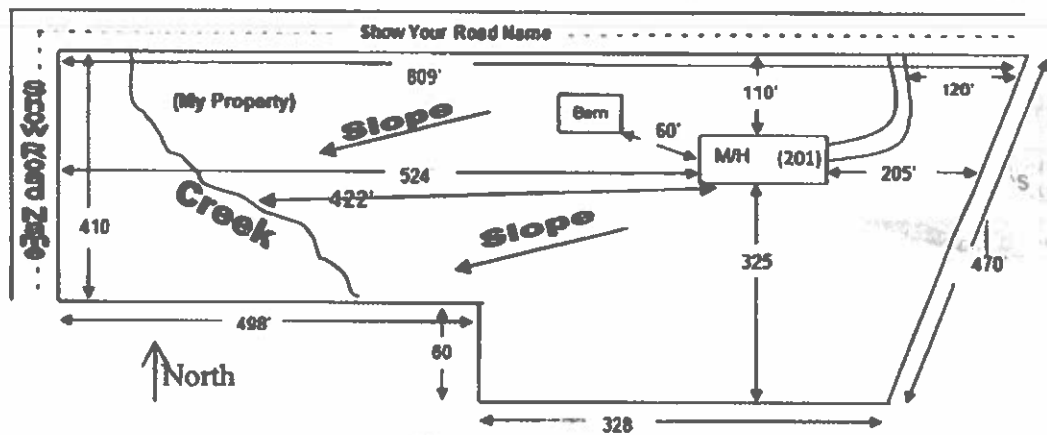 Show Your Road Name
809'
120'
110'
(My Property)
Slope
Barn
60'
M/H (201)
524
205'
422'
Creek
Slope
410
325
470'
498'
60
North
328